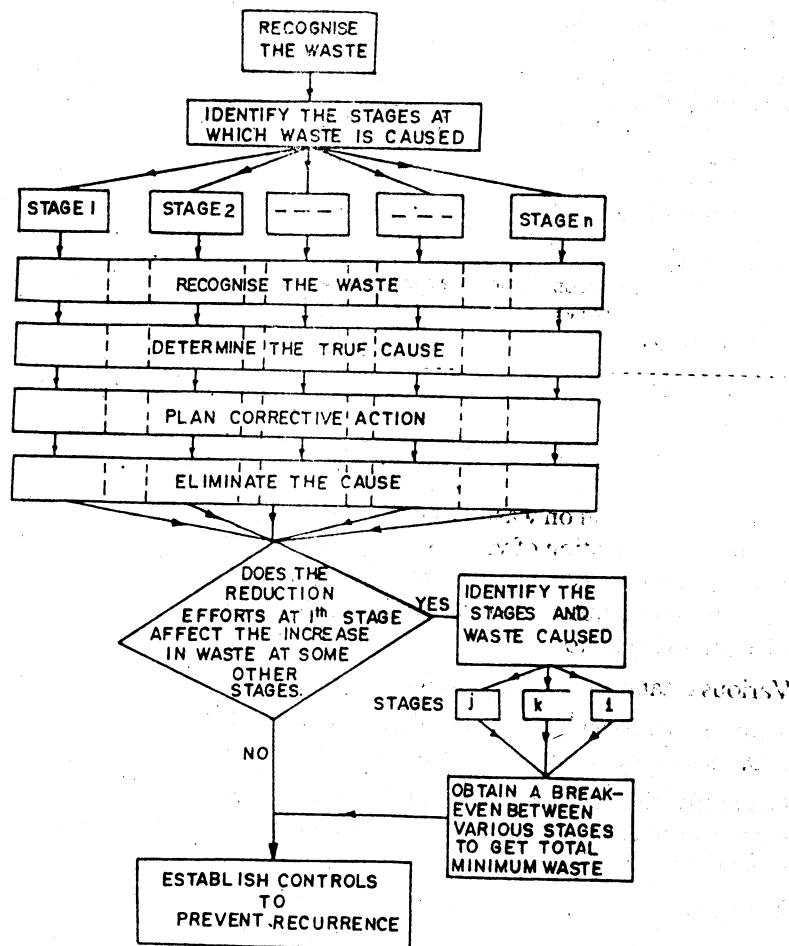 RECOGNISE
THE WASTE
IDENTIFY THE STAGES AT
WHICH WASTE IS CAUSED
STAGE 1
STAGE 2
STAGE n
RECOGNISE THE WASTE
DETERMINE THE TRUE CAUSE
PLAN CORRECTIVE ACTION
ELIMINATE THE CAUSE
DOES THE
REDUCTION
EFFORTS AT Ith STAGE
AFFECT THE INCREASE
IN WASTE AT SOME
OTHER
STAGES.
YES
IDENTIFY THE
STAGES AND
WASTE CAUSED
STAGES
j
k
NO
OBTAIN A BREAK-
EVEN BETWEEN
VARIOUS STAGES
TO GET TOTAL
MINIMUM WASTE
ESTABLISH CONTROLS
TO
PREVENT RECURRENCE